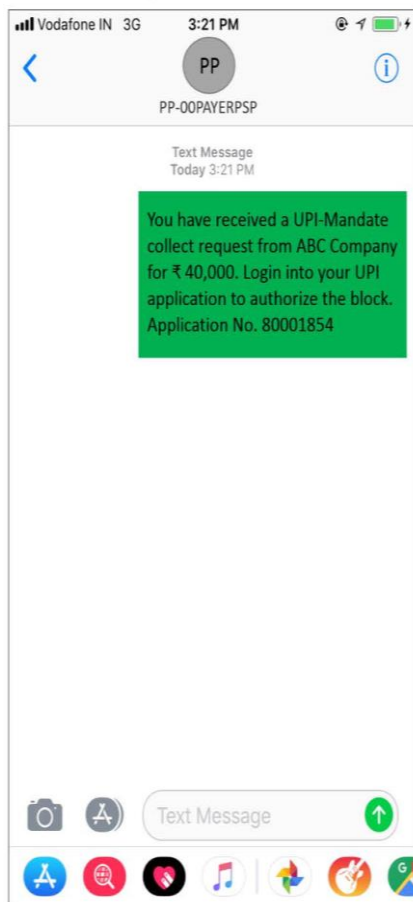 Vodafone IN 3G 3:21 PM
PP
PP-OOPAYERPSP
Text Message
Today 3:21 PM
You have received a UPI-Mandate
collect request from ABC Company
for ₹ 40,000. Login into your UPI
application to authorize the block.
Application No. 80001854
Text Message
G